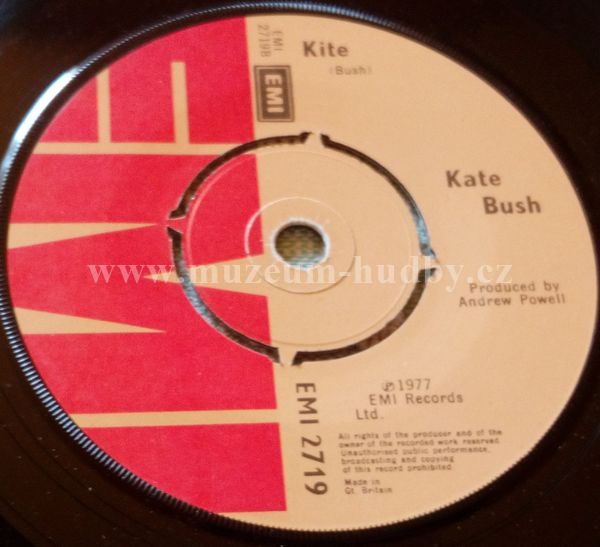 EMI
2719B
EMI
Kite
(Bush)
Kate
Bush
Produced by
Andrew Powell
www.muzeum-hudby.cz
℗1977
EMI Records
Ltd.
EMI 2719
All rights of the producer and of the
owner of the recorded work reserved.
Unauthorised public performance,
broadcasting and copying
of this record prohibited
Made in
Gt. Britain
EMI